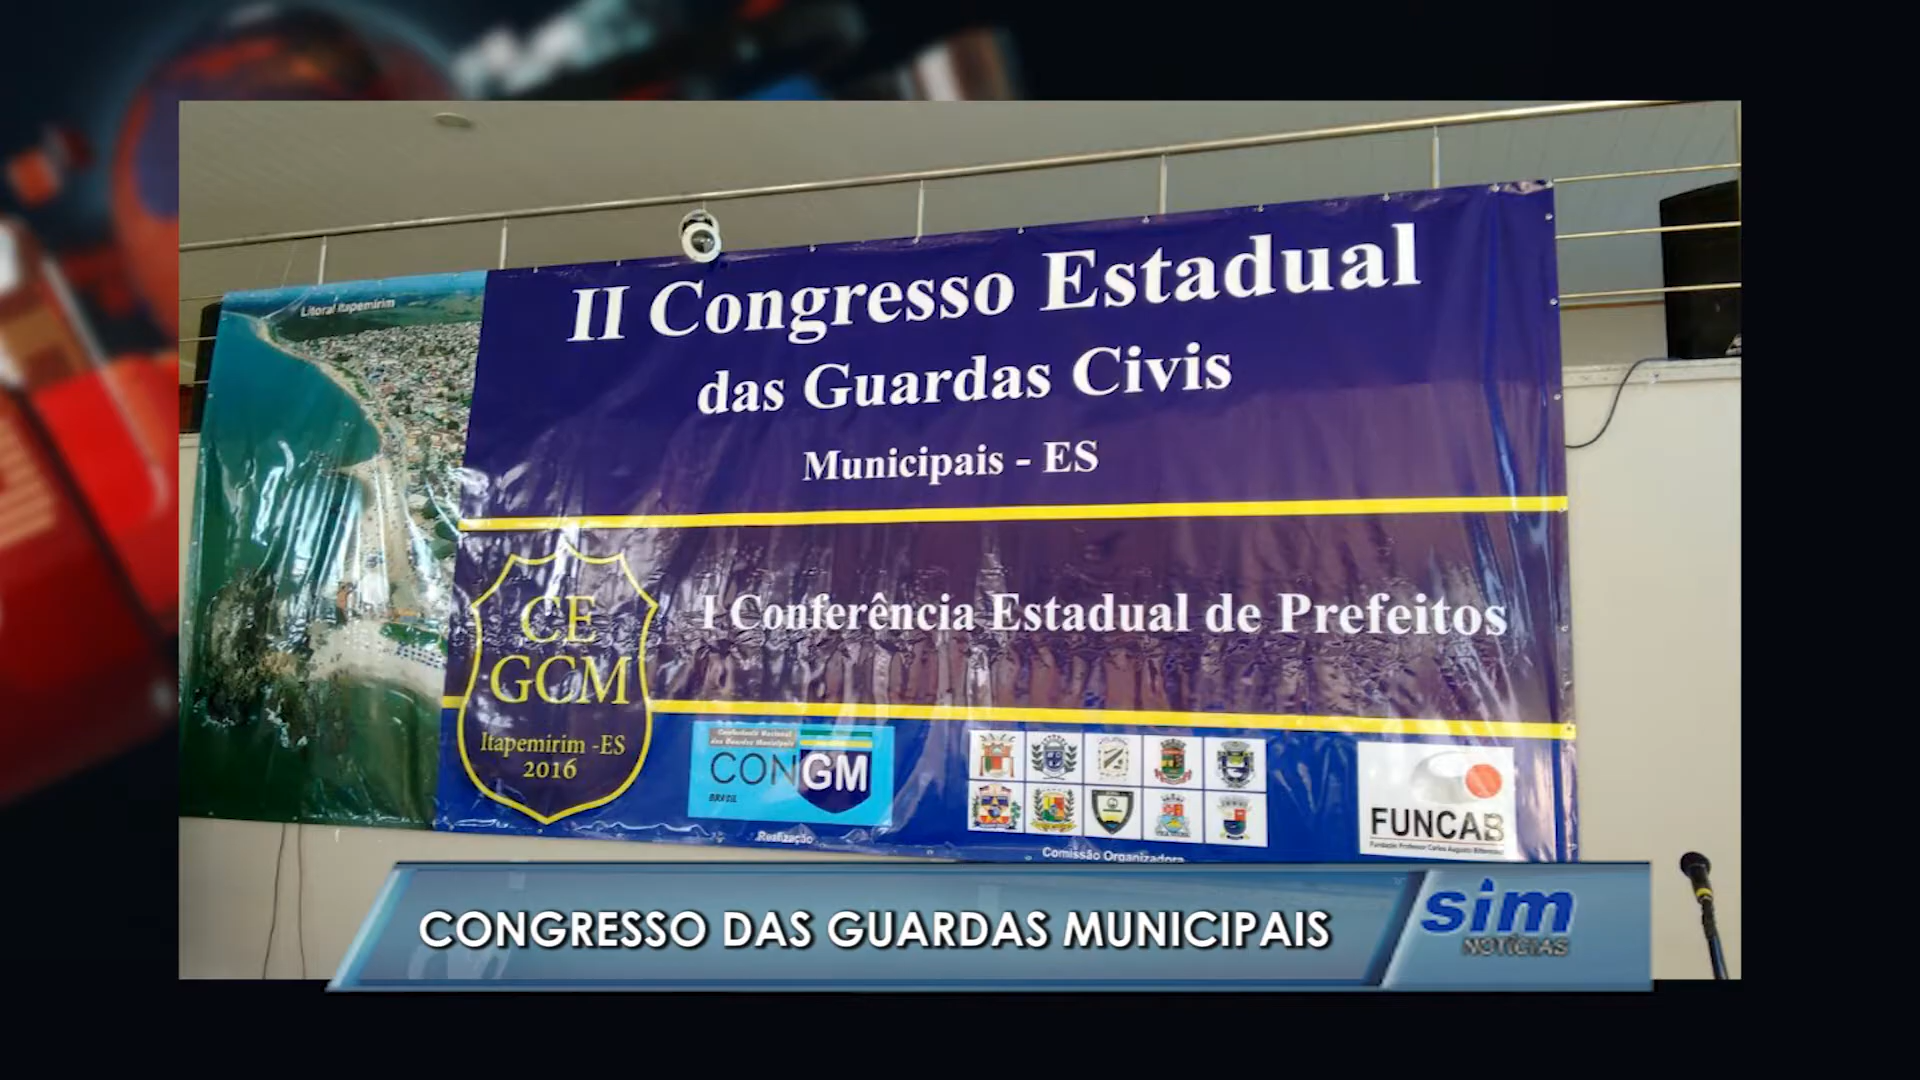 Litoral Itapemirim
II Congresso Estadual
das Guardas Civis
Municipais - ES
I Conferência Estadual de Prefeitos
CE
GCM
Itapemirim -ES
2016
CONGM
BRASIL
Realização
Comissão Organizadora
FUNCAB
CONGRESSO DAS GUARDAS MUNICIPAIS
sim
NOTÍCIAS